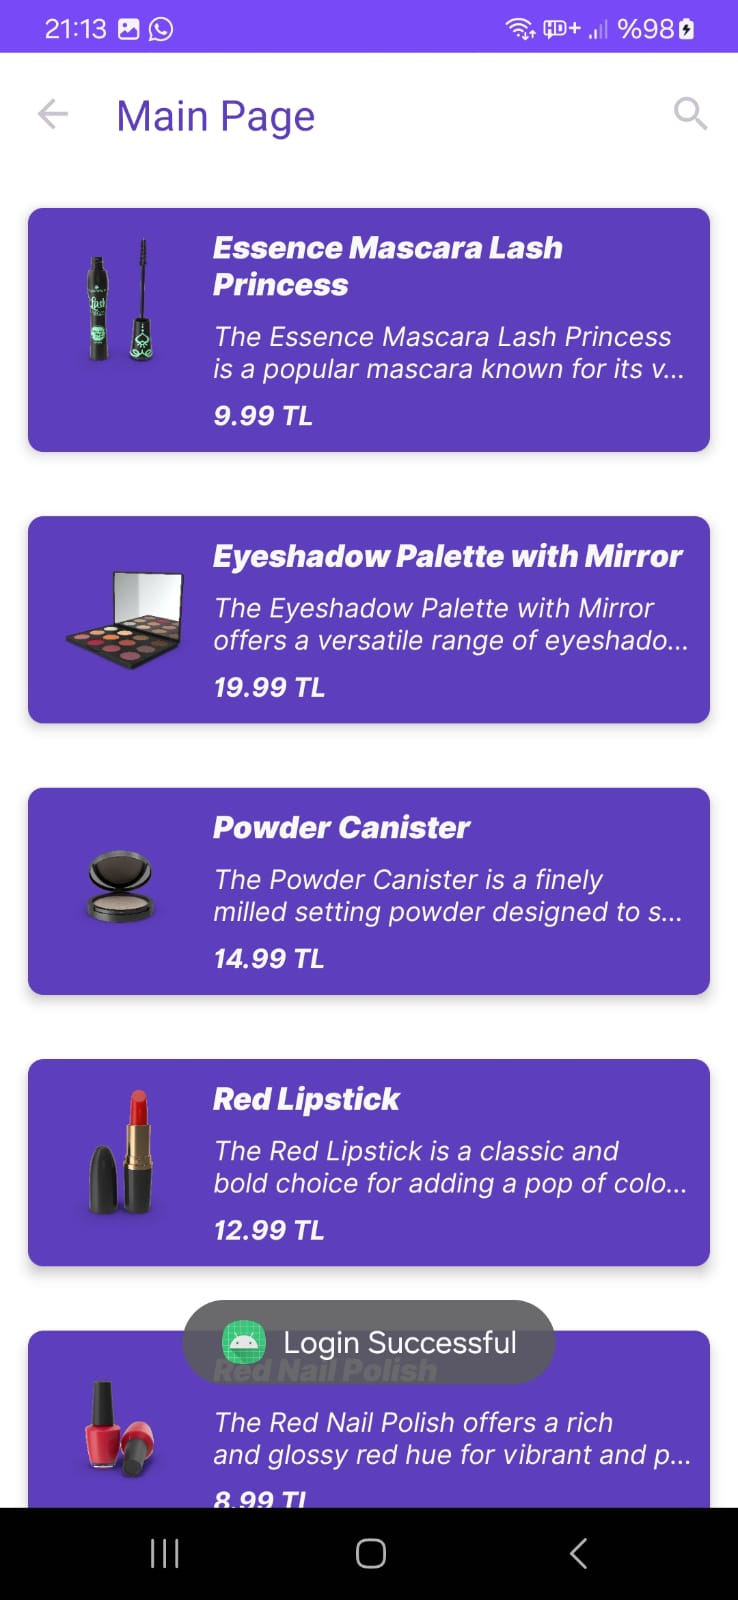 21:13
HD+ %98
Main Page
Essence Mascara Lash
Princess
The Essence Mascara Lash Princess
is a popular mascara known for its v...
9.99 TL
Eyeshadow Palette with Mirror
The Eyeshadow Palette with Mirror
offers a versatile range of eyeshado...
19.99 TL
Powder Canister
The Powder Canister is a finely
milled setting powder designed to s...
14.99 TL
Red Lipstick
The Red Lipstick is a classic and
bold choice for adding a pop of colo...
12.99 TL
Login Successful
Red Nail Polish
The Red Nail Polish offers a rich
and glossy red hue for vibrant and p...
8.99 TL